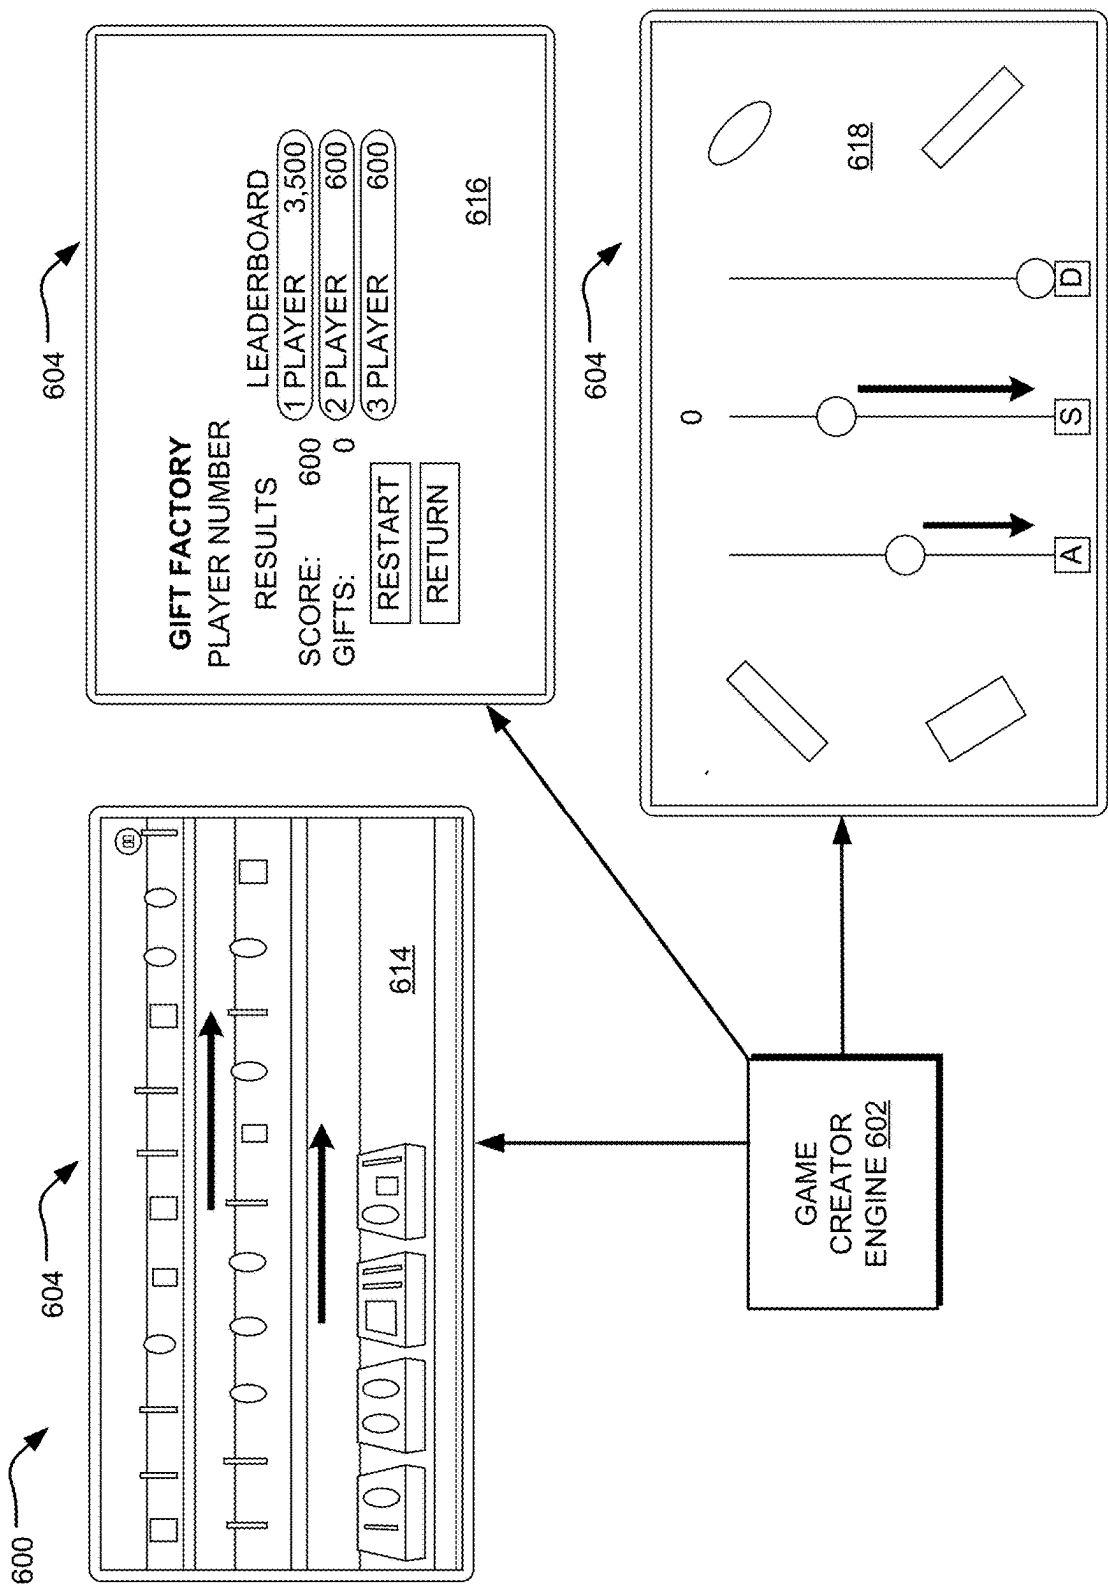 600
604
614
604
GIFT FACTORY
PLAYER NUMBER
RESULTS
SCORE: 600
GIFTS: 0
RESTART
RETURN
LEADERBOARD
1 PLAYER 3,500
2 PLAYER 600
3 PLAYER 600
616
GAME
CREATOR
ENGINE 602
604
0
A
S
D
618